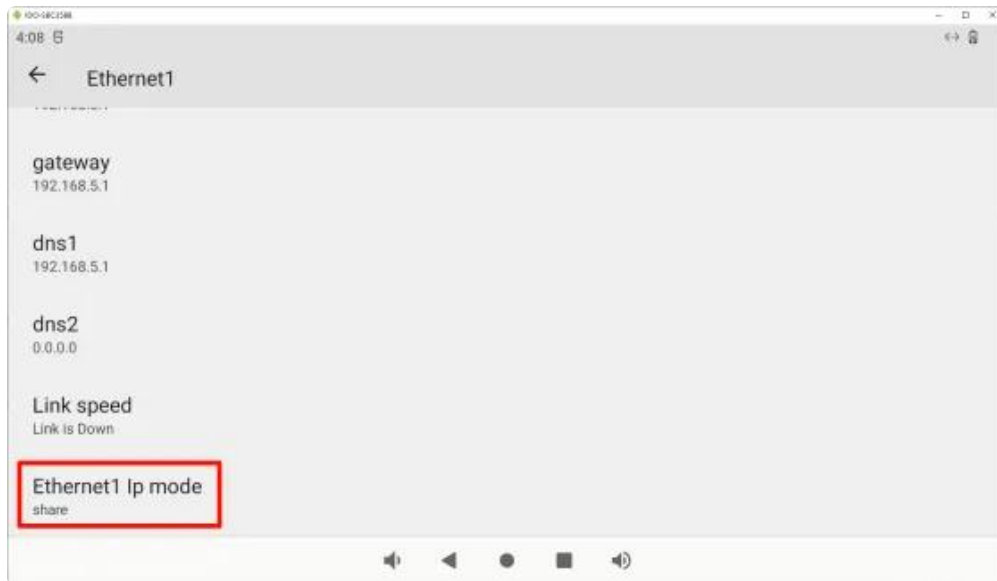 4:08
Ethernet1
gateway
192.168.5.1
dns1
192.168.5.1
dns2
0.0.0.0
Link speed
Link is Down
Ethernet1 Ip mode
share